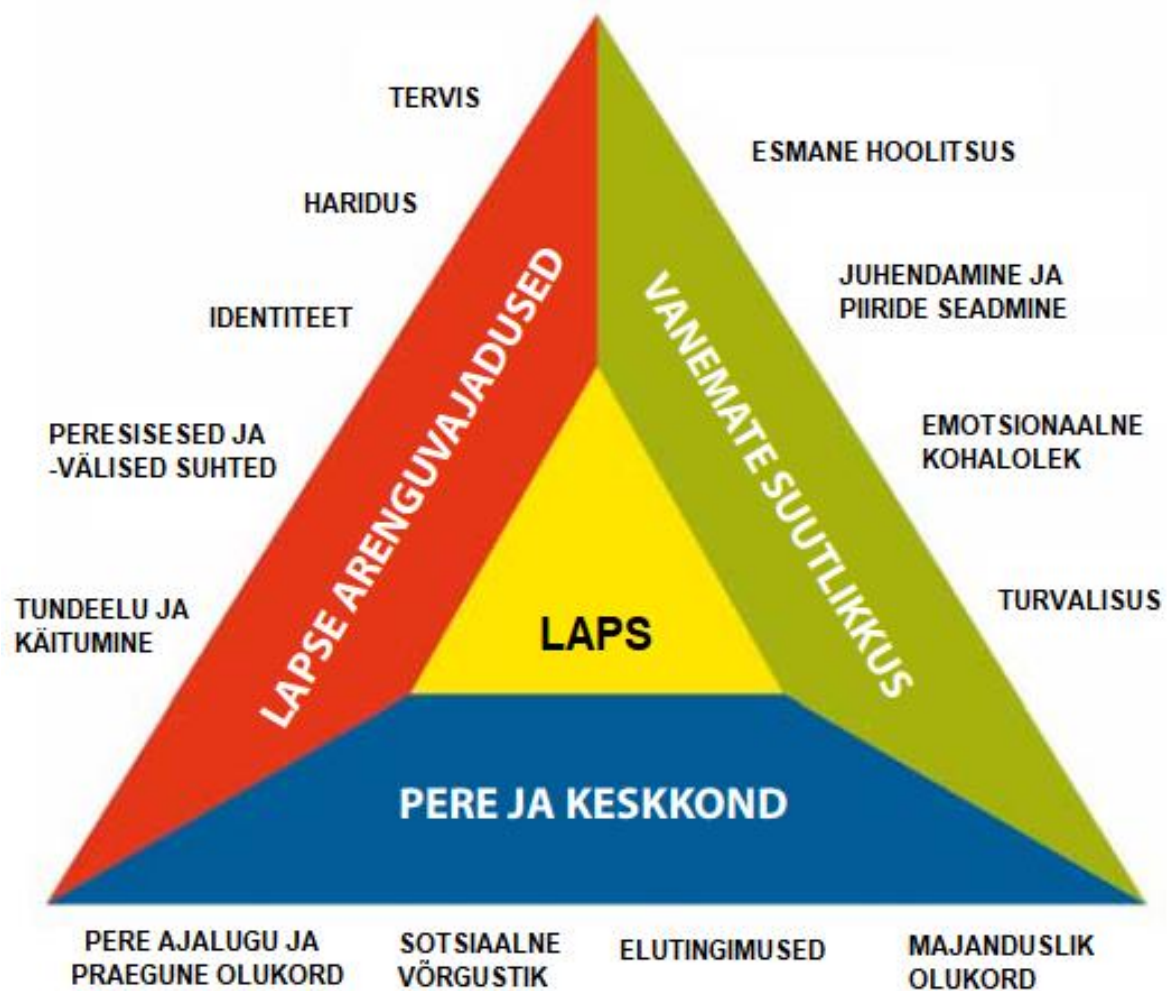 TERVIS
HARIDUS
IDENTITEET
PERESISESED JA
-VÄLISED SUHTED
TUNDEELU JA
KÄITUMINE
LAPSE ARENGUVAJADUSED
VANEMATE SUUTLIKKUS
ESMANE HOOLITSUS
JUHENDAMINE JA
PIIRIDE SEADMINE
EMOTSIONAALNE
KOHALOLEK
TURVALISUS
LAPS
PERE JA KESKKOND
PERE AJALUGU JA
PRAEGUNE OLUKORD
SOTSIAALNE
VÕRGUSTIK
ELUTINGIMUSED
MAJANDUSLIK
OLUKORD